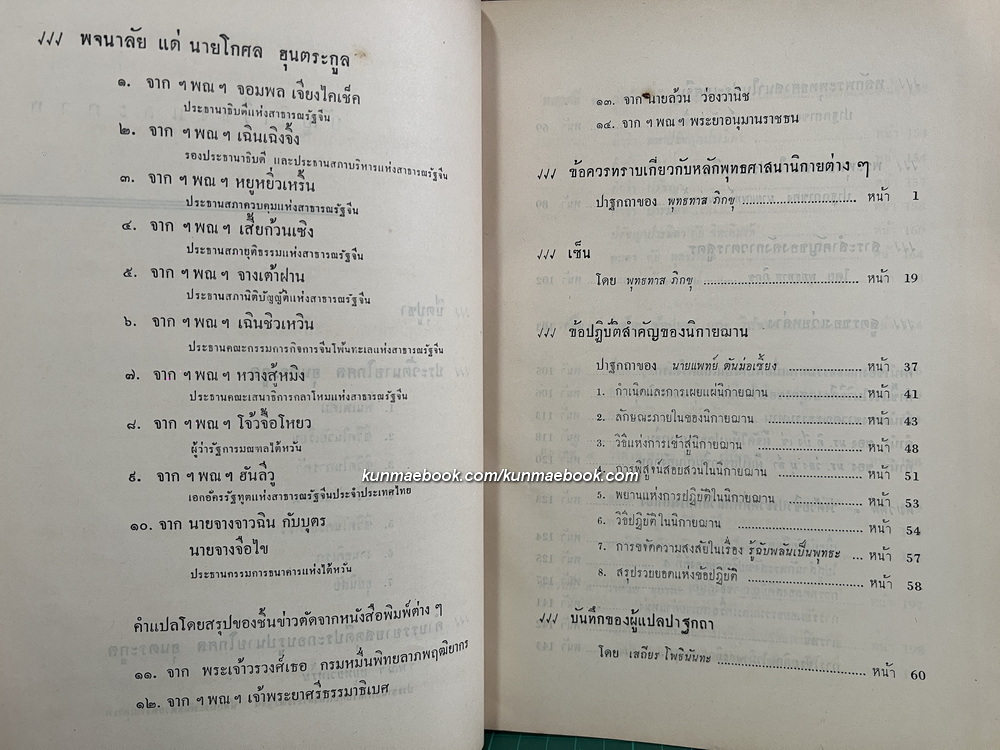 /// พจนาลัย แด่ นายโกศล ฮุนตระกูล
๑. จาก ฯพณฯ จอมพล เจียงไคเช็ค
ประธานาธิบดีแห่งสาธารณรัฐจีน
๒. จาก ฯพณฯ เฉินเฉิงจิ้ง
รองประธานาธิบดี และประธานสภาบริหารแห่งสาธารณรัฐจีน
๓. จาก ฯพณฯ หยูหยิ่วเหริ้น
ประธานสภาควบคุมแห่งสาธารณรัฐจีน
๔. จาก ฯพณฯ เสี้ยก้วนเซิง
ประธานสภายุติธรรมแห่งสาธารณรัฐจีน
๕. จาก ฯพณฯ จางเต้าฝาน
ประธานสภานิติบัญญัติแห่งสาธารณรัฐจีน
๖. จาก ฯพณฯ เฉินชิวเหวิน
ประธานคณะกรรมการกิจการจีนโพ้นทะเลแห่งสาธารณรัฐจีน
๗. จาก ฯพณฯ หวางสู้หมิง
ประธานคณะเสนาธิการกลาโหมแห่งสาธารณรัฐจีน
๘. จาก ฯพณฯ โจ้วจื้อโหยว
ผู้ว่ารัฐการมณฑลไต้หวัน
๙. จาก ฯพณฯ ฮันลิวู
เอกอัครรัฐทูตแห่งสาธารณรัฐจีนประจำประเทศไทย
๑๐. จาก นายจางจาวฉิน กับบุตร
นายจางจือไข
ประธานกรรมการธนาคารแห่งไต้หวัน
คำแปลโดยสรุปของชิ้นข่าวตัดจากหนังสือพิมพ์ต่าง ๆ
๑๑. จาก พระเจ้าวรวงศ์เธอ กรมหมื่นพิทยลาภพฤฒิยากร
๑๒. จาก ฯพณฯ เจ้าพระยาศรีธรรมาธิเบศ
๑๓. จาก นายล้วน ว่องวานิช
๑๔. จาก ฯพณฯ พระยาอนุมานราชธน
/// ข้อควรทราบเกี่ยวกับหลักพุทธศาสนานิกายต่าง ๆ
ปาฐกถาของ พุทธทาส ภิกขุ ............................ หน้า 1
/// เซ็น
โดย พุทธทาส ภิกขุ ............................ หน้า 19
/// ข้อปฏิบัติสำคัญของนิกายฌาน
ปาฐกถาของ นายแพทย์ ตันม่อเซี้ยง ................ หน้า 37
1. กำเนิดและการเผยแผ่นิกายฌาน ................ หน้า 41
2. ลักษณะภายในของนิกายฌาน ................ หน้า 43
3. วิธีแห่งการเข้าสู่นิกายฌาน ................ หน้า 48
4. การพิสูจน์สอบสวนในนิกายฌาน ................ หน้า 51
5. พยานแห่งการปฏิบัติในนิกายฌาน ................ หน้า 53
6. วิธีปฏิบัติในนิกายฌาน ................ หน้า 54
7. การขจัดความสงสัยในเรื่อง รู้ฉับพลันเป็นพุทธะ ... หน้า 57
8. สรุปรวบยอดแห่งข้อปฏิบัติ ................ หน้า 58
/// บันทึกของผู้แปลปาฐกถา
โดย เสถียร โพธินันทะ ............................ หน้า 60
kunmaebook.com/kunmaebook.com